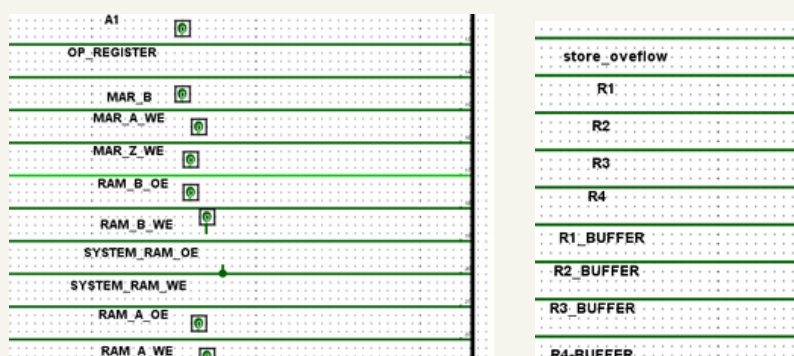 A1
OP_REGISTER
MAR_B
MAR_A_WE
MAR_Z_WE
RAM_B_OE
RAM_B_WE
SYSTEM_RAM_OE
SYSTEM_RAM_WE
RAM_A_OE
RAM_A_WE
store_oveflow
R1
R2
R3
R4
R1_BUFFER
R2_BUFFER
R3_BUFFER
R4-BUFFER